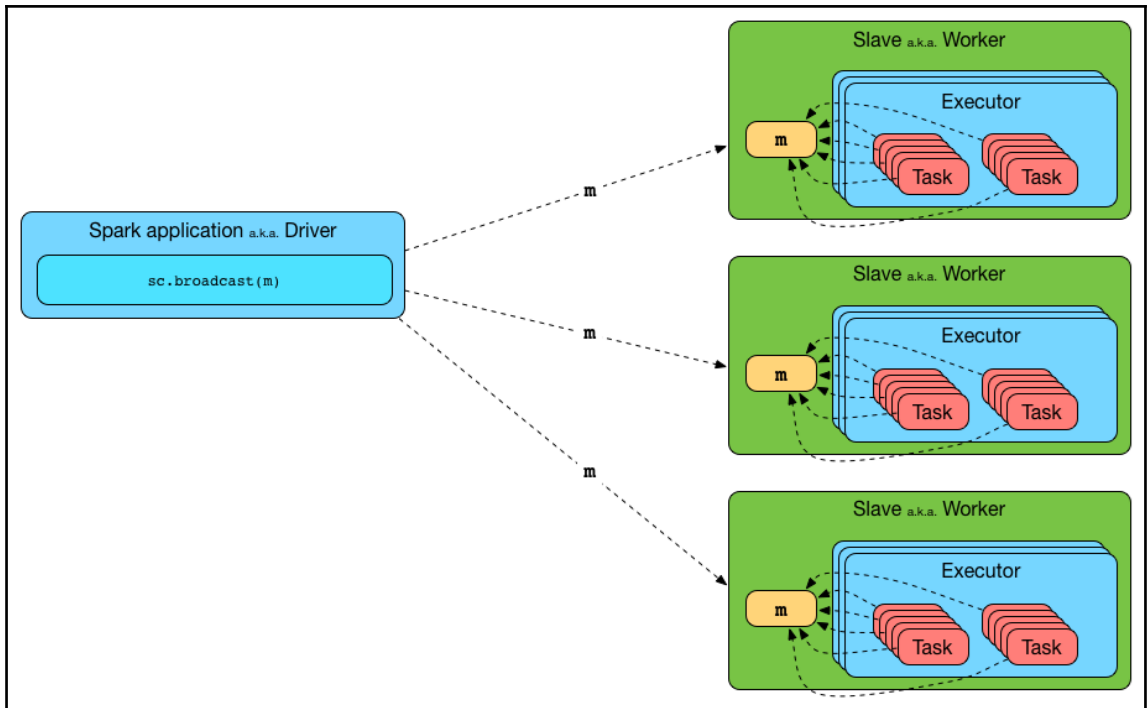 Slave a.k.a. Worker
Executor
m
Task
Task
m
Spark application a.k.a. Driver
sc.broadcast(m)
Slave a.k.a. Worker
Executor
m
m
Task
Task
m
Slave a.k.a. Worker
Executor
m
Task
Task